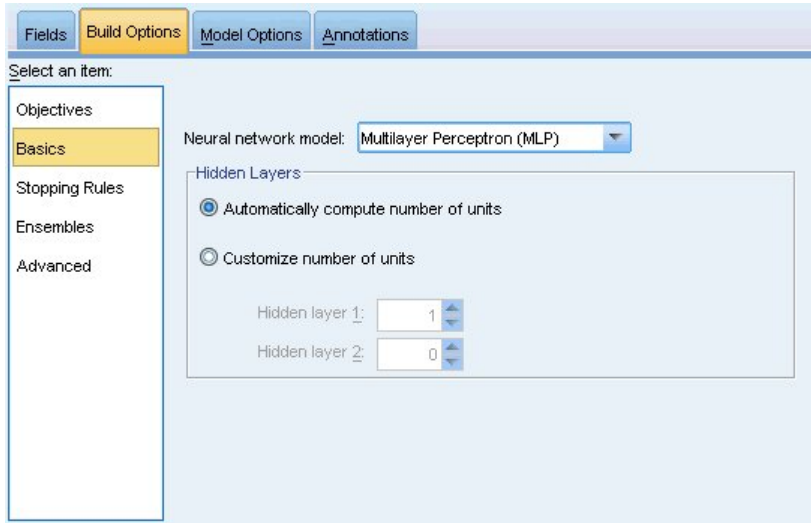 Fields Build Options Model Options Annotations
Select an item:
Objectives
Basics
Stopping Rules
Ensembles
Advanced
Neural network model: Multilayer Perceptron (MLP)
Hidden Layers
Automatically compute number of units
Customize number of units
Hidden layer 1: 1
Hidden layer 2: 0